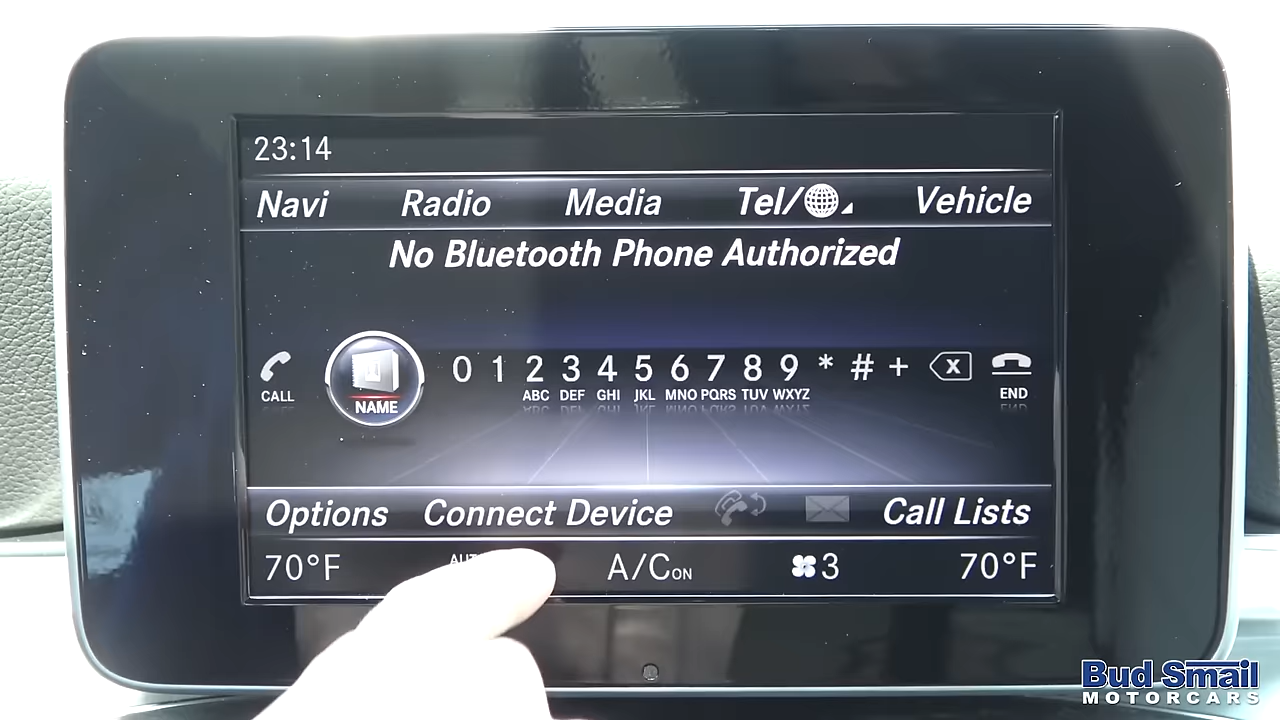 23:14
Navi Radio Media Tel/ Vehicle
No Bluetooth Phone Authorized
0 1 2 3 4 5 6 7 8 9 * # +
CALL NAME ABC DEF GHI JKL MNO PQRS TUV WXYZ END
Options Connect Device Call Lists
70°F A/C ON 3 70°F
Bud Smail
MOTORCARS